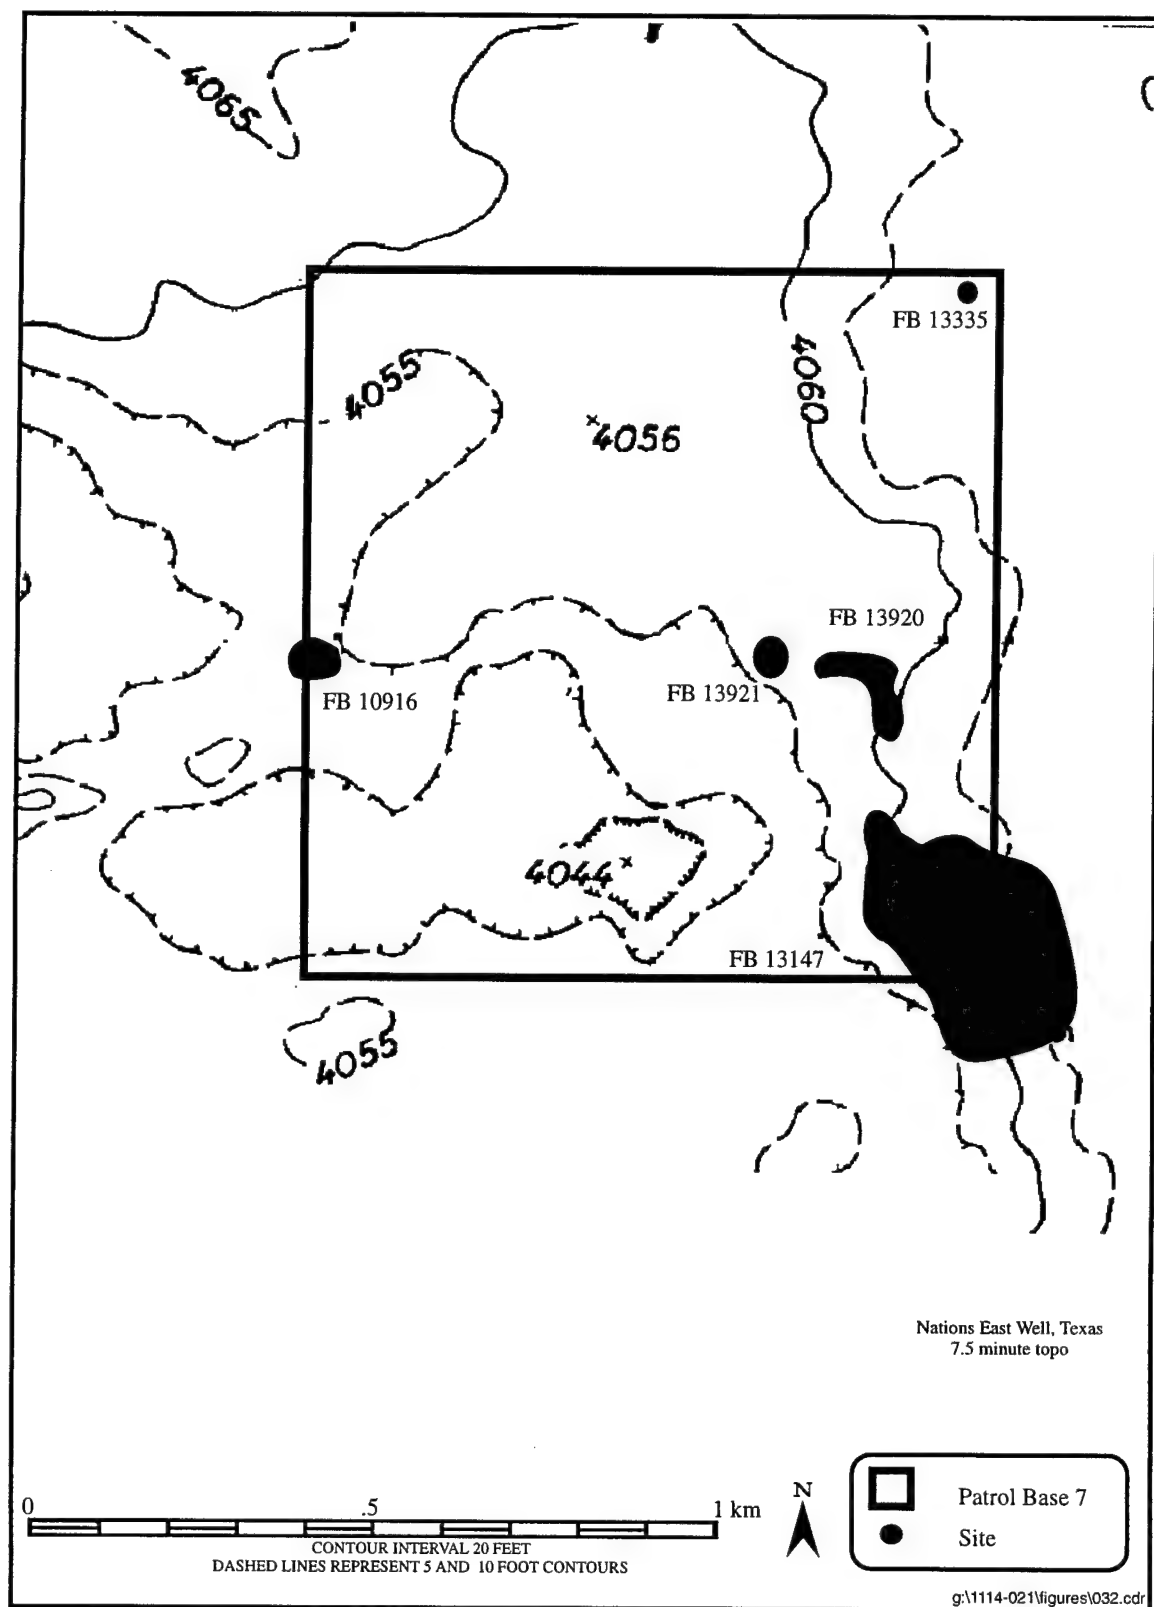 4065
FB 13335
4055
4060
4056
FB 13920
FB 10916
FB 13921
4044
FB 13147
4055
Nations East Well, Texas
7.5 minute topo
0 .5 1 km
N
CONTOUR INTERVAL 20 FEET
DASHED LINES REPRESENT 5 AND 10 FOOT CONTOURS
Patrol Base 7
Site
g:\1114-021\figures\032.cdr